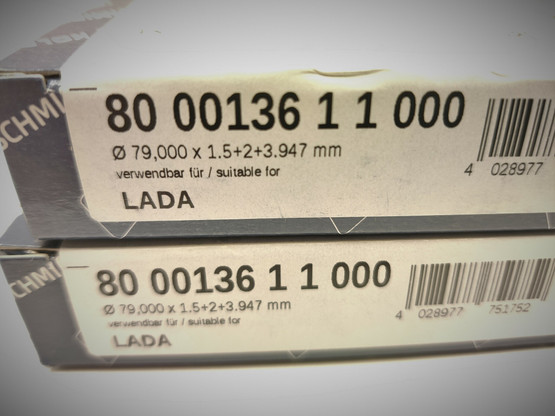 SCHMI
80 00136 1 1 000
Ø 79,000 x 1.5+2+3.947 mm
verwendbar für / suitable for
LADA
4 028977
CHMI
80 00136 1 1 000
Ø 79,000 x 1.5+2+3.947 mm
verwendbar für / suitable for
LADA
4 028977 751752